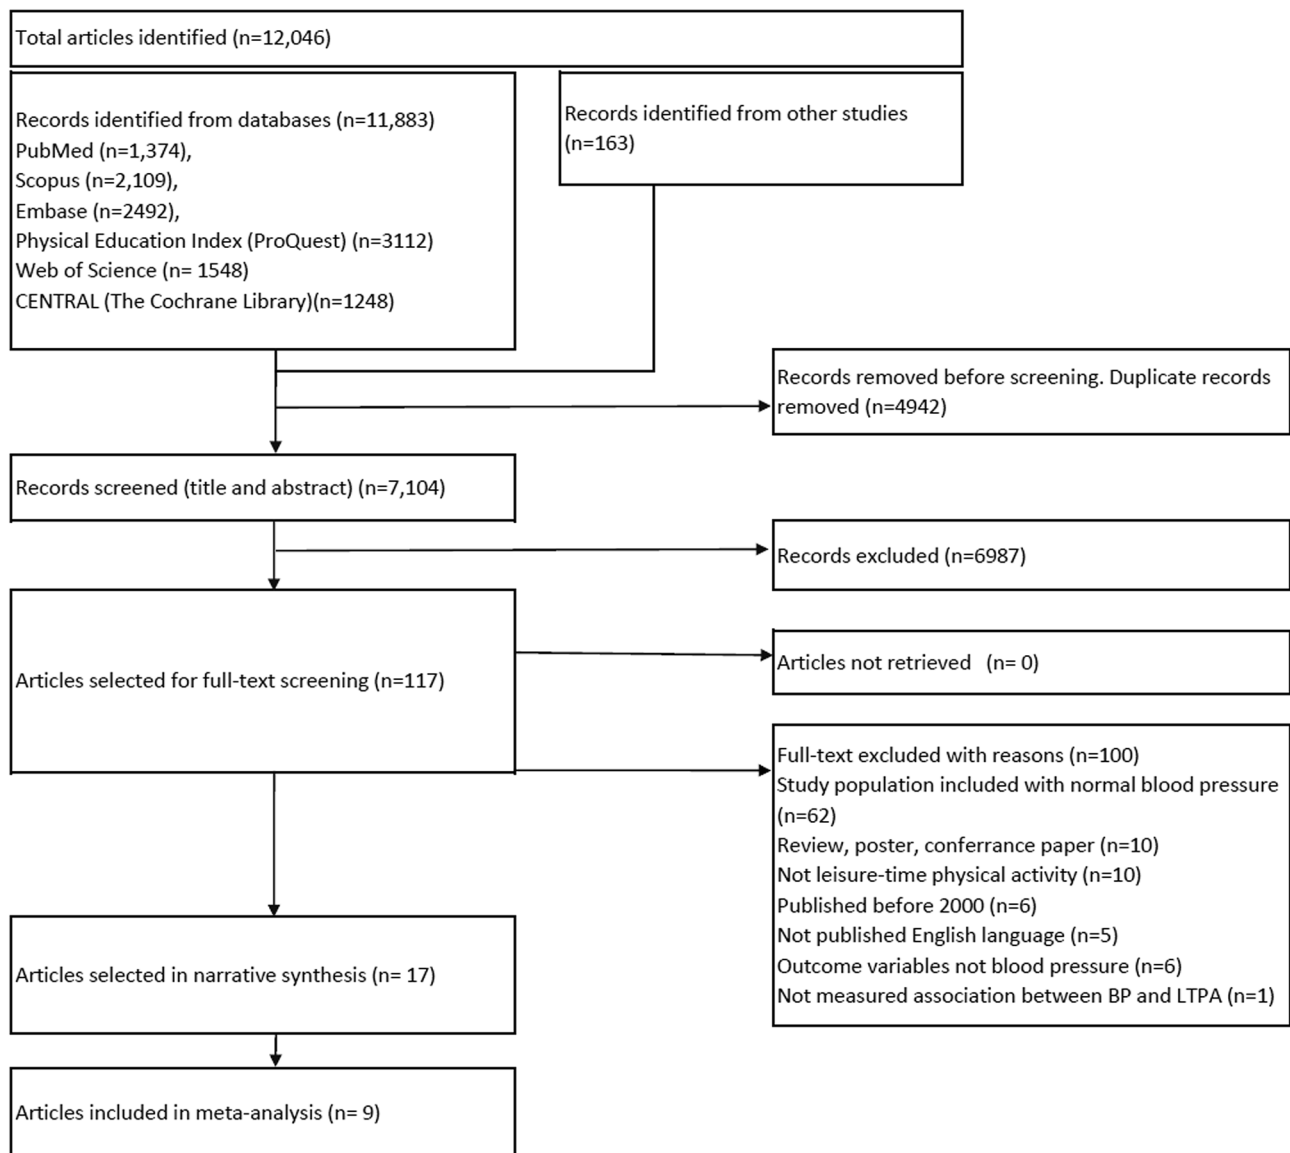 Total articles identified (n=12,046)
Records identified from databases (n=11,883)
PubMed (n=1,374),
Scopus (n=2,109),
Embase (n=2492),
Physical Education Index (ProQuest) (n=3112)
Web of Science (n= 1548)
CENTRAL (The Cochrane Library)(n=1248)
Records identified from other studies
(n=163)
Records removed before screening. Duplicate records
removed (n=4942)
Records screened (title and abstract) (n=7,104)
Records excluded (n=6987)
Articles selected for full-text screening (n=117)
Articles not retrieved (n= 0)
Full-text excluded with reasons (n=100)
Study population included with normal blood pressure
(n=62)
Review, poster, conferrance paper (n=10)
Not leisure-time physical activity (n=10)
Published before 2000 (n=6)
Not published English language (n=5)
Outcome variables not blood pressure (n=6)
Not measured association between BP and LTPA (n=1)
Articles selected in narrative synthesis (n= 17)
Articles included in meta-analysis (n= 9)